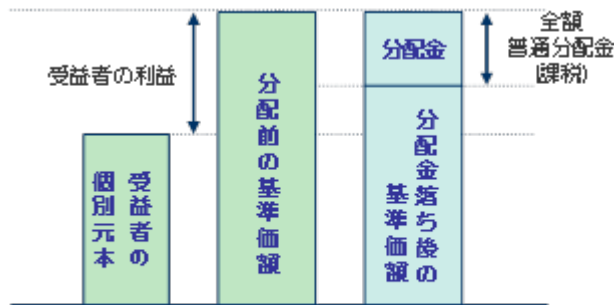 全額
普通分配金
(課税)
受益者の利益
分配金
分配前の基準価額
受益者の
個別元本
分配金落ち後の
基準価額